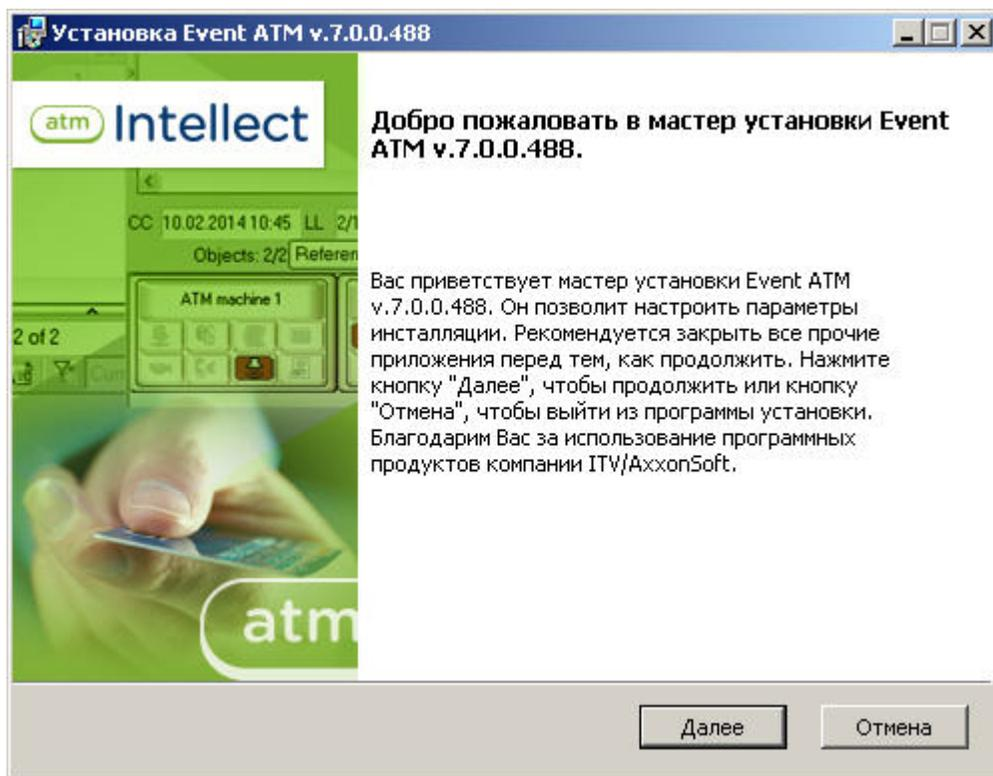 Установка Event ATM v.7.0.0.488
atm Intellect
CC 10.02.2014 10:45 LL 2/1
Objects: 2/2 Referen
ATM machine 1
2 of 2
atm
Добро пожаловать в мастер установки Event
ATM v.7.0.0.488.
Вас приветствует мастер установки Event ATM
v.7.0.0.488. Он позволит настроить параметры
инсталляции. Рекомендуется закрыть все прочие
приложения перед тем, как продолжить. Нажмите
кнопку "Далее", чтобы продолжить или кнопку
"Отмена", чтобы выйти из программы установки.
Благодарим Вас за использование программных
продуктов компании ITV/AxxonSoft.
Далее
Отмена